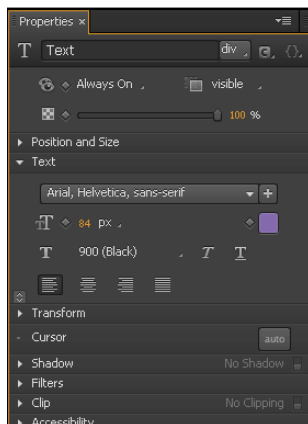 Properties ×
T Text div
Always On visible
100 %
Position and Size
Text
Arial, Helvetica, sans-serif +
TT 84 px
T 900 (Black) T T
Transform
Cursor auto
Shadow No Shadow
Filters
Clip No Clipping
Accessibility